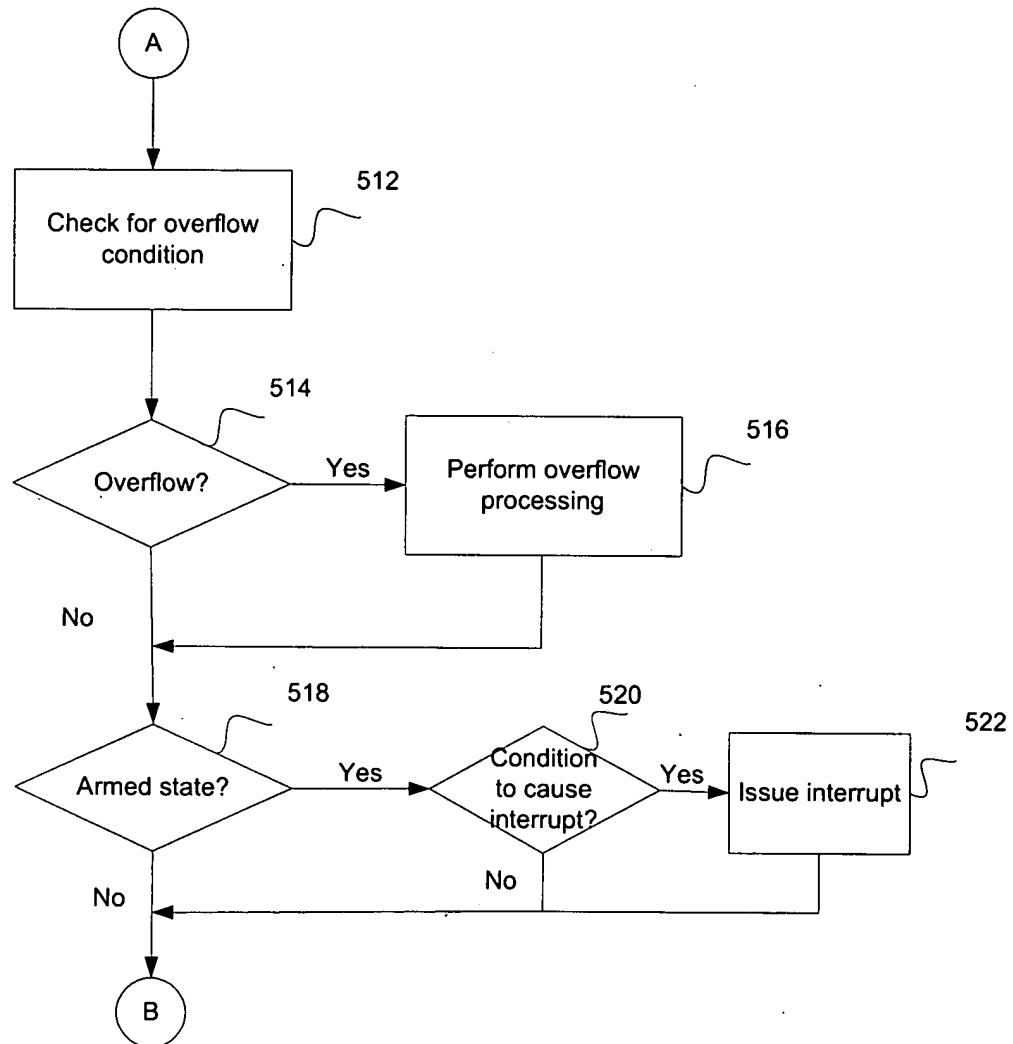 A
512
Check for overflow
condition
514
516
Overflow?
Yes
Perform overflow
processing
No
518
520
522
Armed state?
Yes
Condition
to cause
interrupt?
Yes
Issue interrupt
No
No
B